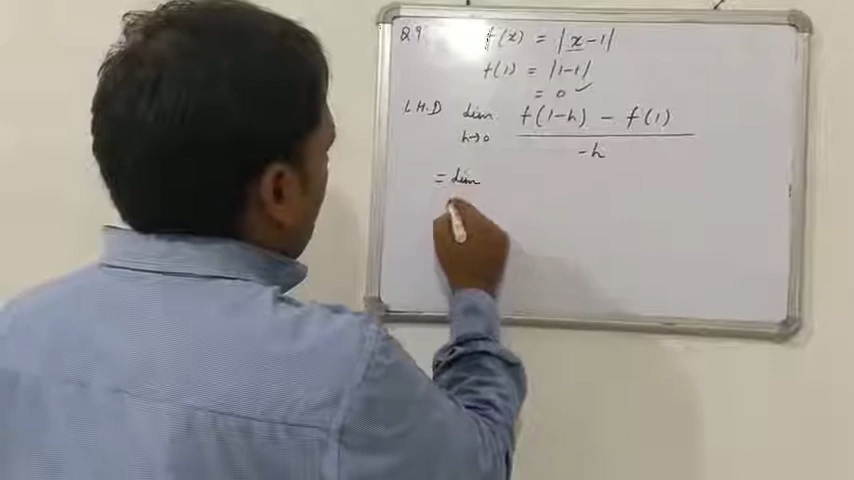 Q9 f(x) = |x-1|
f(1) = |1-1|
= 0 ✓
L.H.D lim f(1-h) - f(1)
h→0 -h
= lim